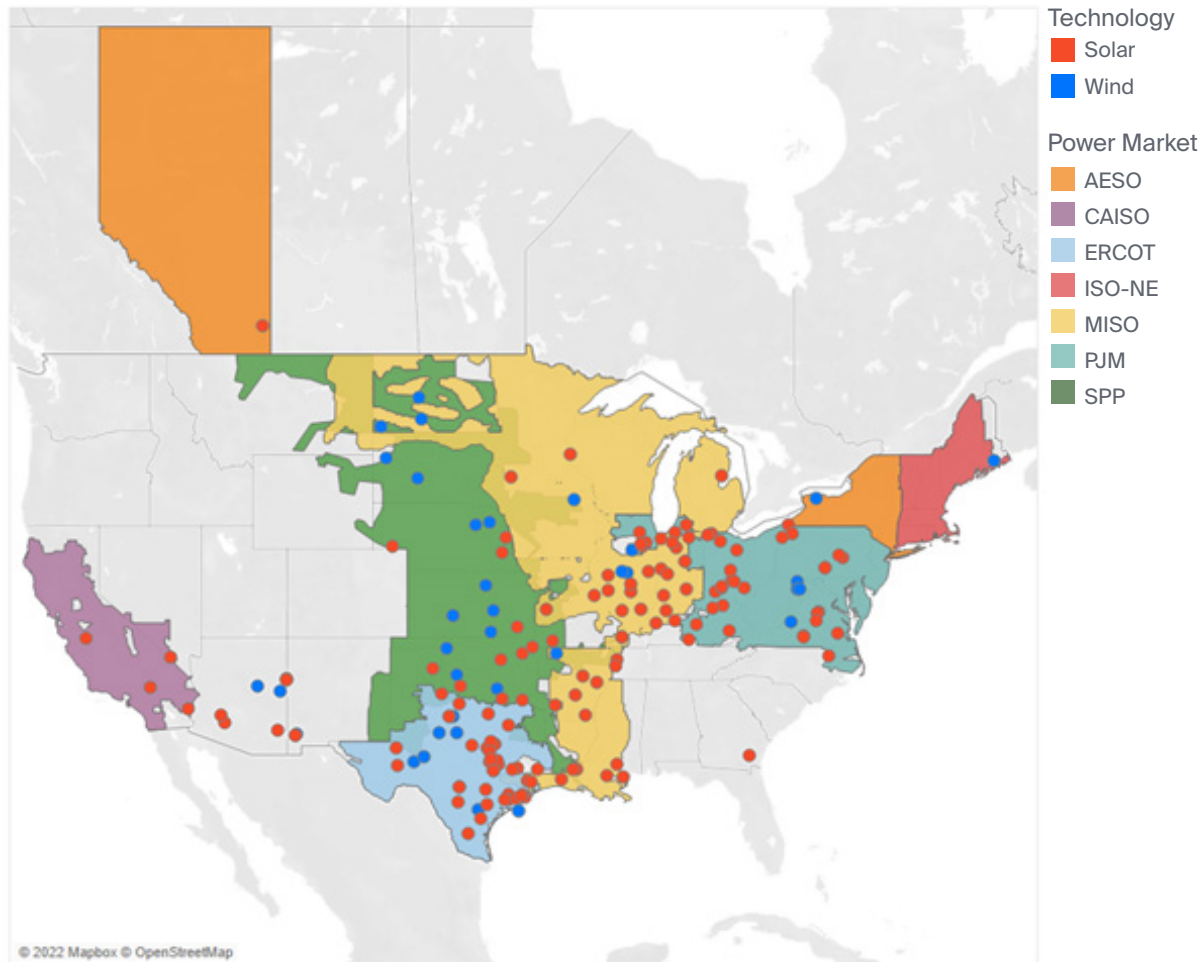 Technology
Solar
Wind
Power Market
AESO
CAISO
ERCOT
ISO-NE
MISO
PJM
SPP
© 2022 Mapbox © OpenStreetMap